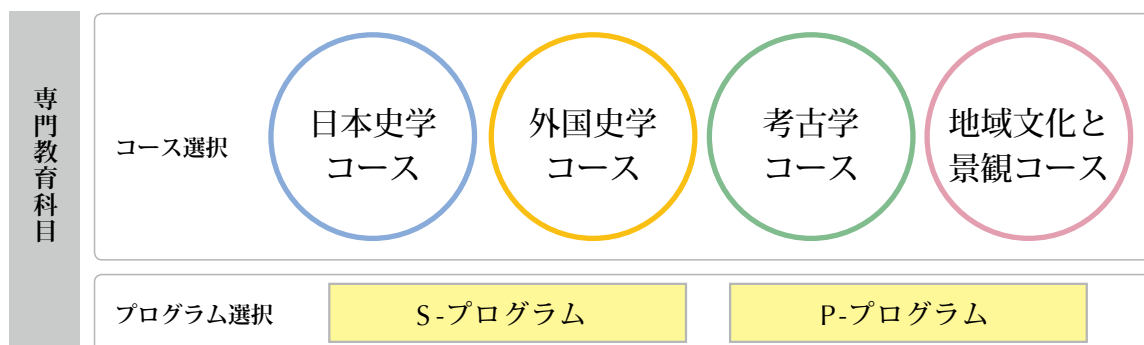 専門教育科目
コース選択
日本史学
コース
外国史学
コース
考古学
コース
地域文化と
景観コース
プログラム選択
S-プログラム
P-プログラム